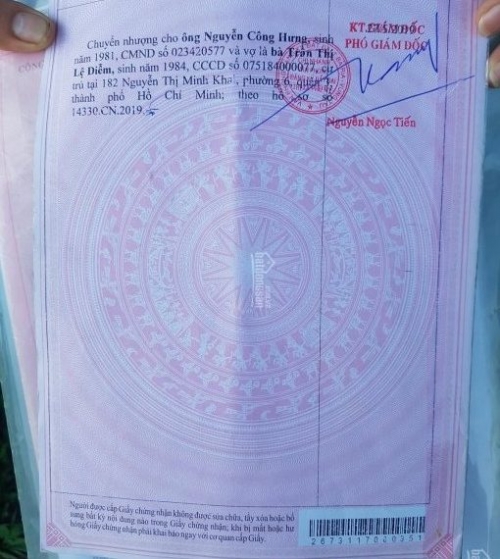 Chuyển nhượng cho ông Nguyễn Công Hưng, sinh
năm 1981, CMND số 023420577 và vợ là bà Trần Thị
Lệ Diễm, sinh năm 1984, CCCD số 075184000077, cư
trú tại 182 Nguyễn Thị Minh Khai, phường 6, quận
thành phố Hồ Chí Minh; theo hồ sơ số
14330.CN.2019.
KT.GIÁM ĐỐC
PHÓ GIÁM ĐỐC
Nguyễn Ngọc Tiến
Người được cấp Giấy chứng nhận không được sửa chữa, tẩy xóa hoặc bổ
sung bất kỳ nội dung nào trong Giấy chứng nhận; khi bị mất hoặc hư
hỏng Giấy chứng nhận phải khai báo ngay với cơ quan cấp Giấy.